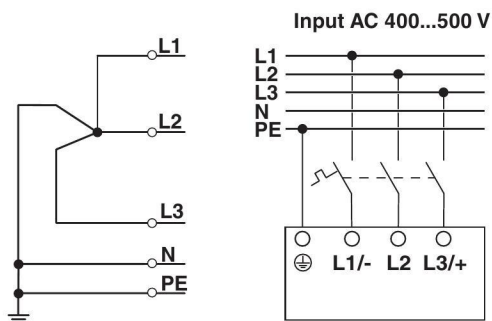 Input AC 400...500 V
L1
L2
L3
N
PE
L1
L2
L3
N
PE
L1/- L2 L3/+